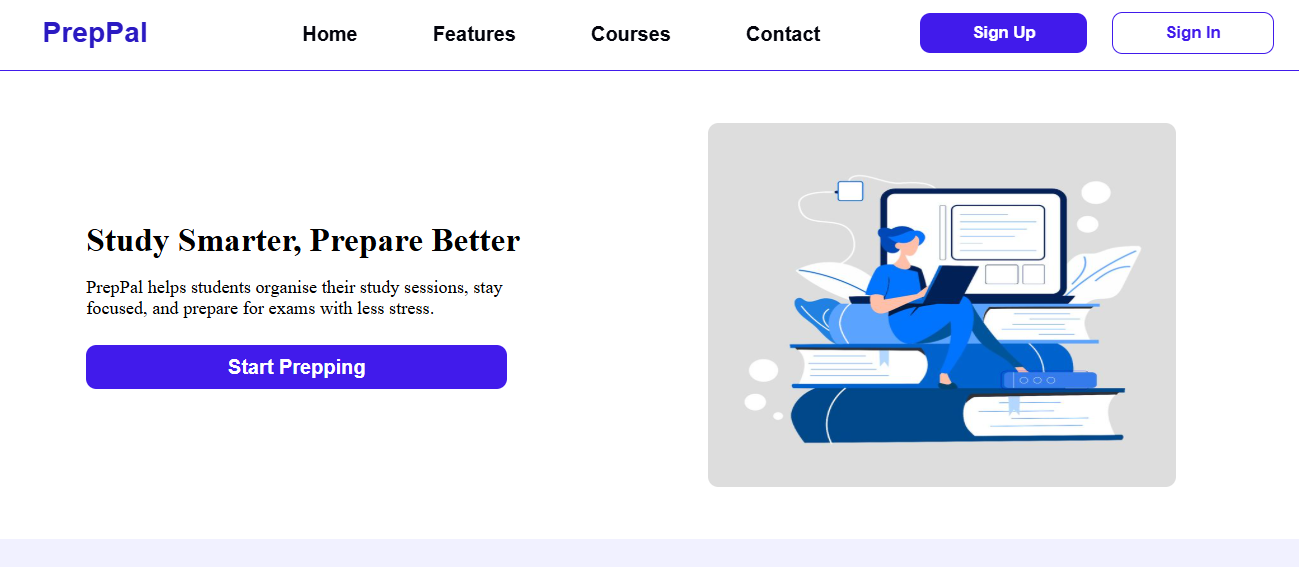 PrepPal
Home
Features
Courses
Contact
Sign Up
Sign In
Study Smarter, Prepare Better
PrepPal helps students organise their study sessions, stay
focused, and prepare for exams with less stress.
Start Prepping